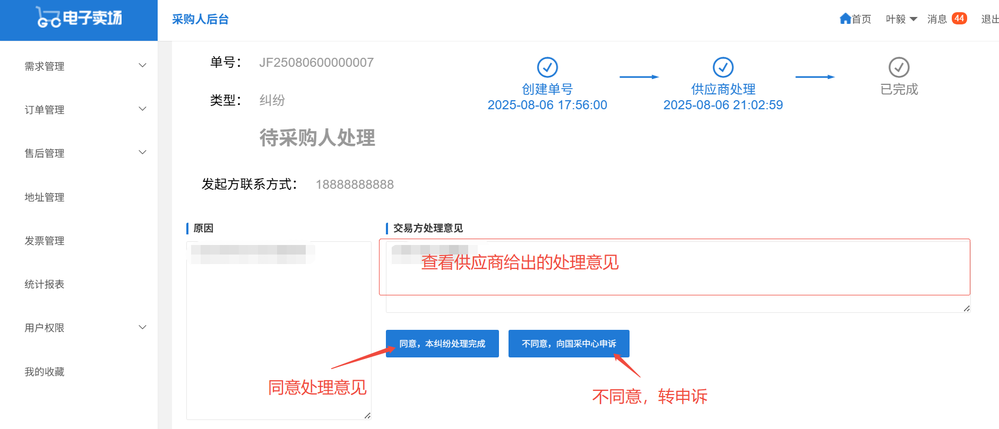 GC电子卖场
采购人后台
首页
叶毅
消息 44
退出
需求管理
订单管理
售后管理
地址管理
发票管理
统计报表
用户权限
我的收藏
单号： JF25080600000007
类型： 纠纷
待采购人处理
创建单号
2025-08-06 17:56:00
供应商处理
2025-08-06 21:02:59
已完成
发起方联系方式： 18888888888
原因
交易方处理意见
查看供应商给出的处理意见
同意，本纠纷处理完成
不同意，向国采中心申诉
同意处理意见
不同意，转申诉